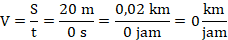 V = S/t = 20 m/0 s = 0,02 km/0 jam = 0 km/jam